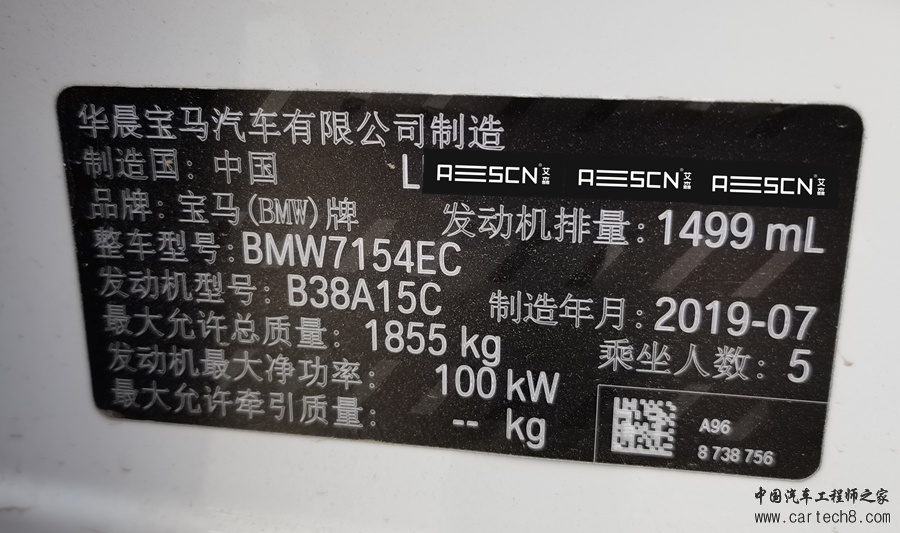 华晨宝马汽车有限公司制造
制造国: 中国 L AESCN®艾森 AESCN®艾森 AESCN®艾森
品牌: 宝马(BMW)牌 发动机排量: 1499 mL
整车型号: BMW7154EC
发动机型号: B38A15C 制造年月: 2019-07
最大允许总质量: 1855 kg 乘坐人数: 5
发动机最大净功率: 100 kW
最大允许牵引质量: -- kg
A96
8 738 756
中国汽车工程师之家
www.cartech8.com